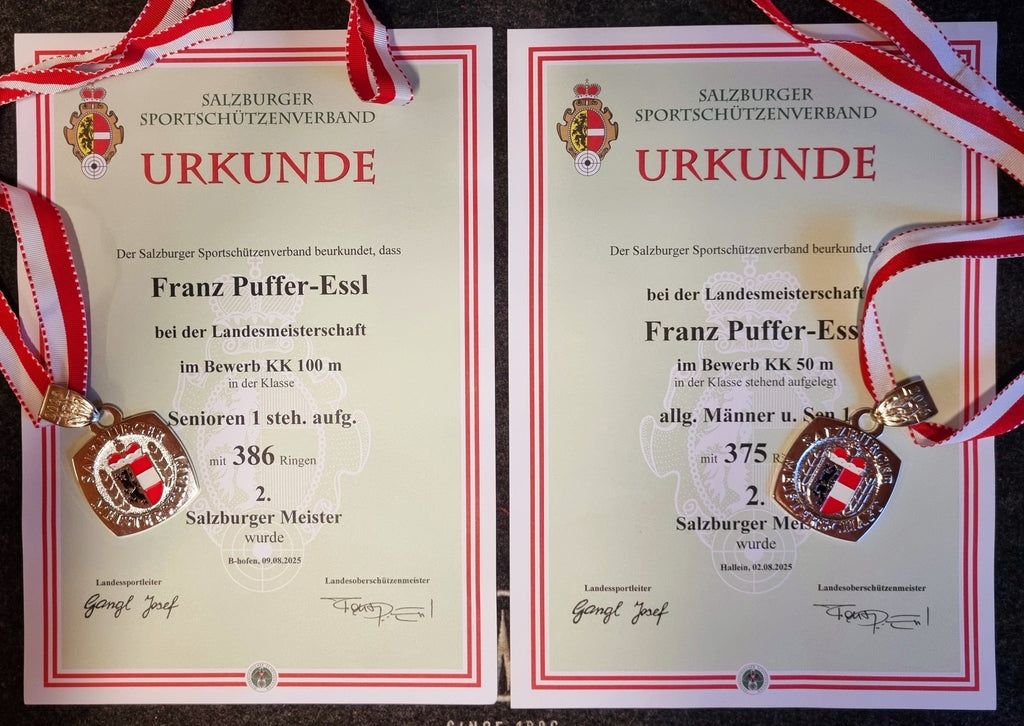 SALZBURGER
SPORTSCHÜTZENVERBAND
URKUNDE
Der Salzburger Sportschützenverband beurkundet, dass
Franz Puffer-Essl
bei der Landesmeisterschaft
im Bewerb KK 100 m
in der Klasse
Senioren 1 steh. aufg.
mit 386 Ringen
2.
Salzburger Meister
wurde
B-hofen, 09.08.2025
Landessportleiter
Landesoberschützenmeister
Gangl Josef
SALZBURGER
SPORTSCHÜTZENVERBAND
URKUNDE
Der Salzburger Sportschützenverband beurkundet,
bei der Landesmeisterschaft
Franz Puffer-Ess
im Bewerb KK 50 m
in der Klasse stehend aufgelegt
allg. Männer u. Sen 1
mit 375
2.
Salzburger Meis
wurde
Hallein, 02.08.2025
Landessportleiter
Landesoberschützenmeister
Gangl Josef